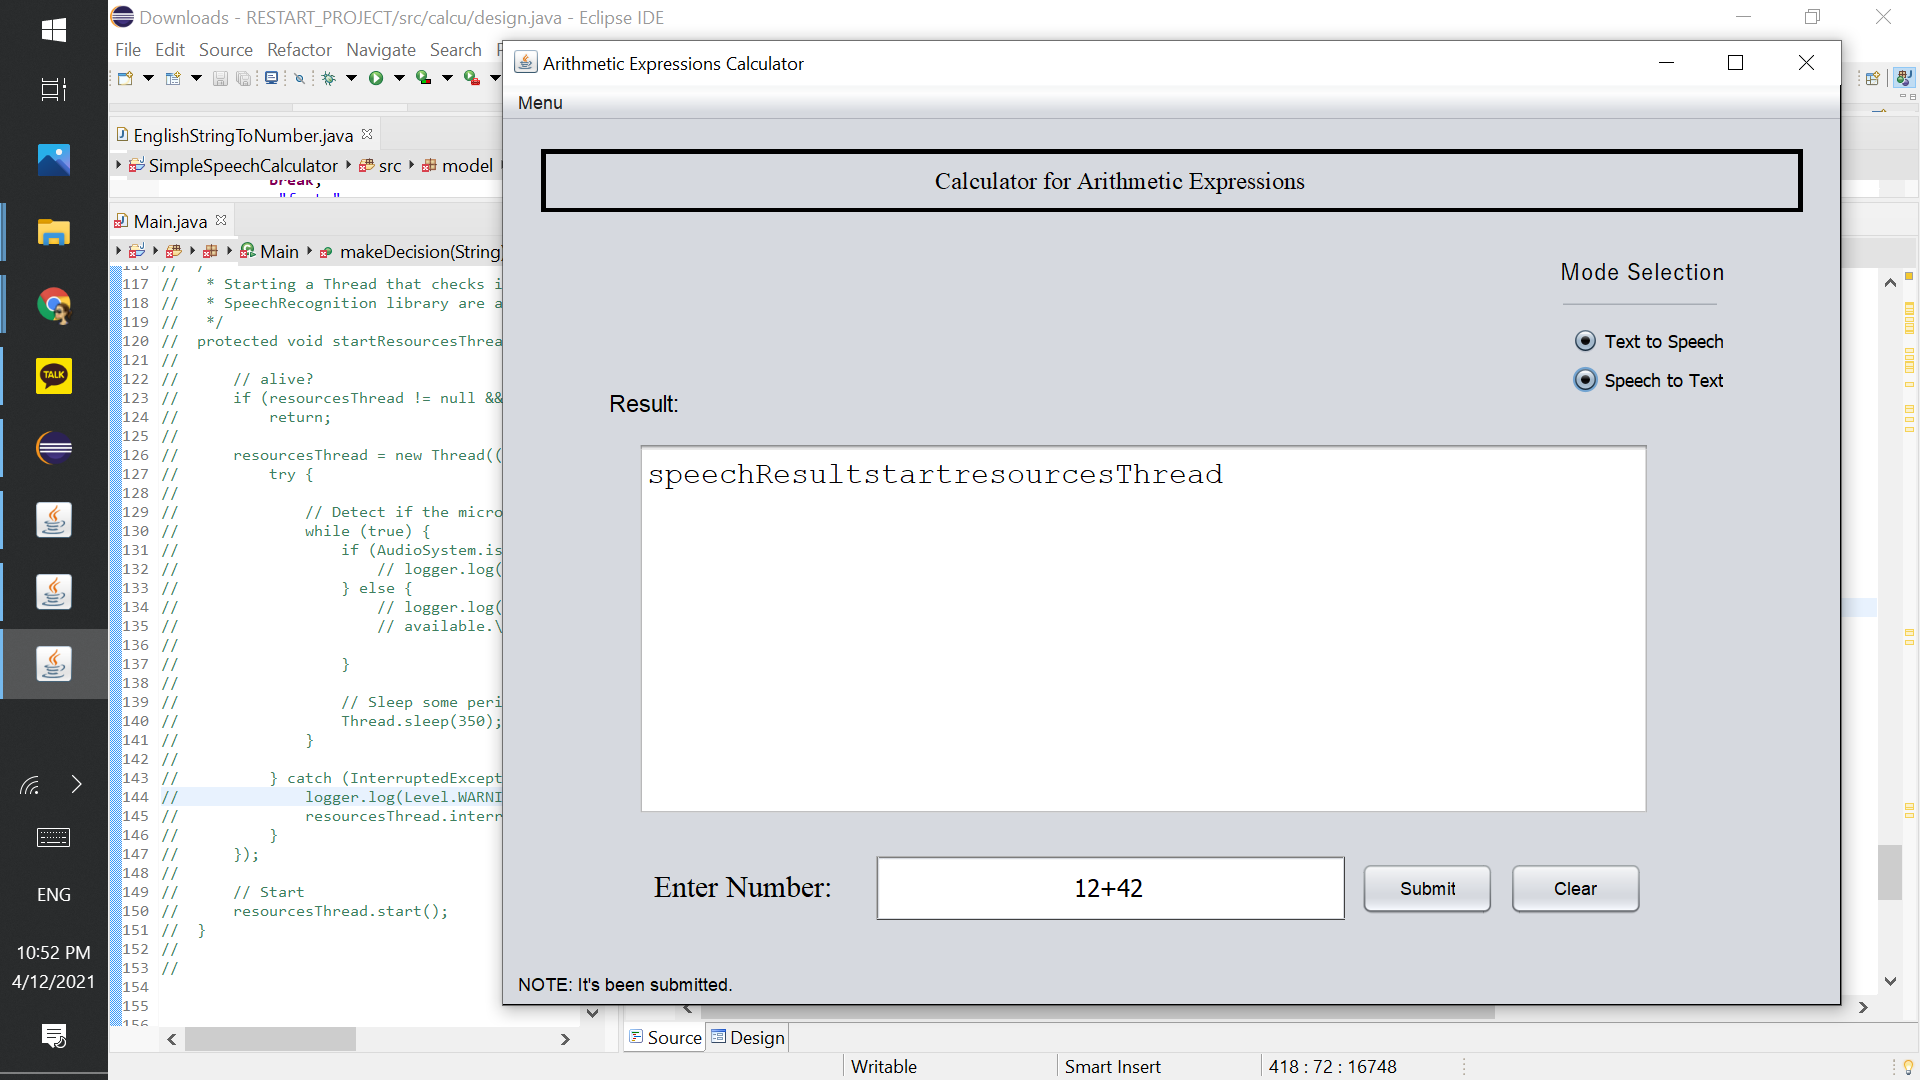 Downloads - RESTART_PROJECT/src/calcu/design.java - Eclipse IDE
File Edit Source Refactor Navigate Search
EnglishStringToNumber.java
SimpleSpeechCalculator src model
break;
Main.java
Main makeDecision(String)
116 //
117 // * Starting a Thread that checks i
118 // * SpeechRecognition library are a
119 // */
120 // protected void startResourcesThrea
121 //
122 // // alive?
123 // if (resourcesThread != null &&
124 // return;
125 //
126 // resourcesThread = new Thread((
127 // try {
128 //
129 // // Detect if the micro
130 // while (true) {
131 // if (AudioSystem.is
132 // // logger.log(
133 // } else {
134 // // logger.log(
135 // // available.\
136 //
137 // }
138 //
139 // // Sleep some peri
140 // Thread.sleep(350);
141 // }
142 //
143 // } catch (InterruptedExcept
144 // logger.log(Level.WARNI
145 // resourcesThread.interr
146 // }
147 // });
148 //
149 // // Start
150 // resourcesThread.start();
151 // }
152 //
153 //
154
155
156
Arithmetic Expressions Calculator
Menu
Calculator for Arithmetic Expressions
Mode Selection
Text to Speech
Speech to Text
Result:
speechResultstartresourcesThread
Enter Number:
12+42
Submit
Clear
NOTE: It's been submitted.
Source Design
Writable
Smart Insert
418 : 72 : 16748
TALK
ENG
10:52 PM
4/12/2021